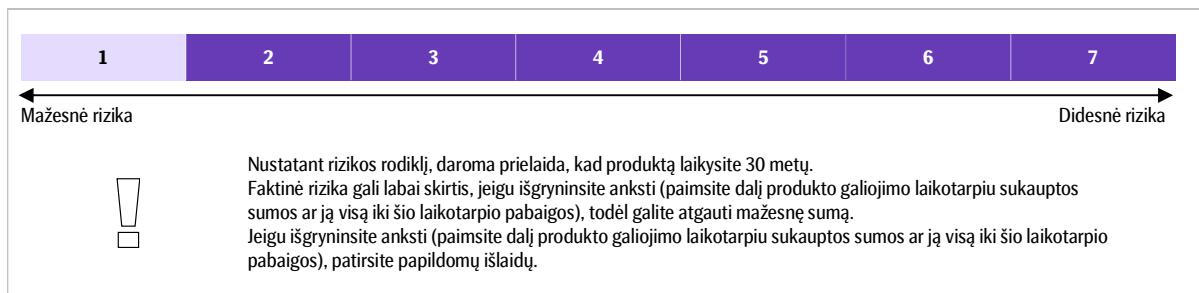 1 2 3 4 5 6 7
Mažesnė rizika Didesnė rizika
Nustatant rizikos rodiklį, daroma prielaida, kad produktą laikysite 30 metų.
Faktinė rizika gali labai skirtis, jeigu išgryninsite anksti (paimsite dalį produkto galiojimo laikotarpiu sukauptos
sumos ar ją visą iki šio laikotarpio pabaigos), todėl galite atgauti mažesnę sumą.
Jeigu išgryninsite anksti (paimsite dalį produkto galiojimo laikotarpiu sukauptos sumos ar ją visą iki šio laikotarpio
pabaigos), patirsite papildomų išlaidų.